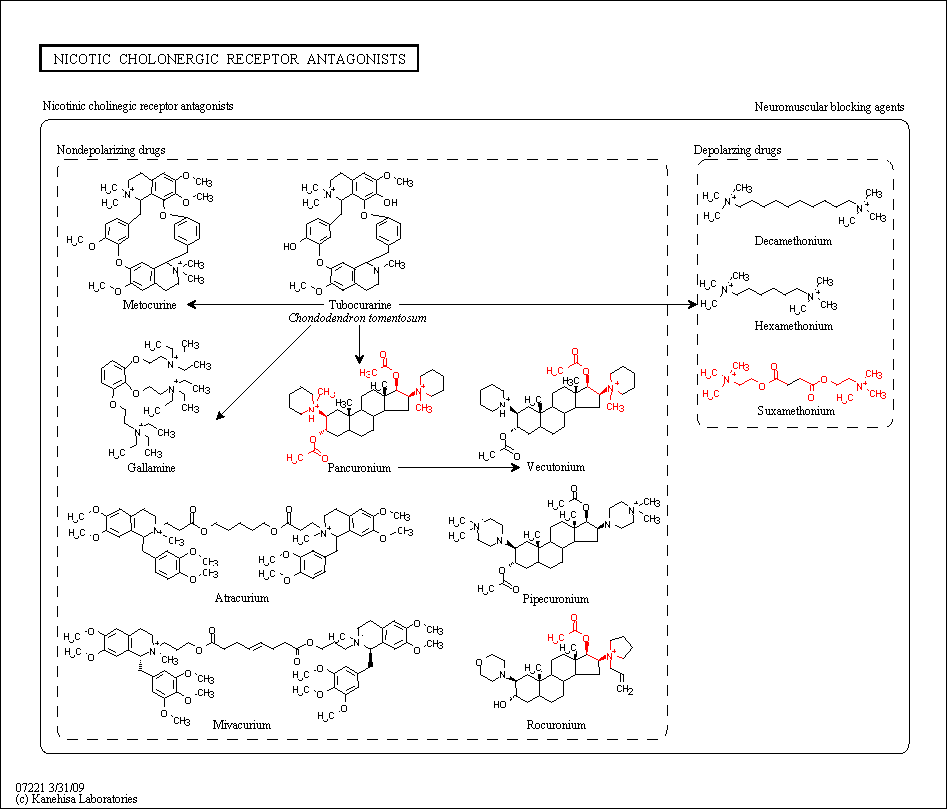 NICOTIC CHOLONERGIC RECEPTOR ANTAGONISTS
Nicotinic cholinegic receptor antagonists
Neuromuscular blocking agents
Nondepolarizing drugs
Depolarzing drugs
Metocurine
Tubocurarine
Chondodendron tomentosum
Decamethonium
Hexamethonium
Suxamethonium
Gallamine
Pancuronium
Vecutonium
Atracurium
Pipecuronium
Mivacurium
Rocuronium
07221 3/31/09
(c) Kanehisa Laboratories